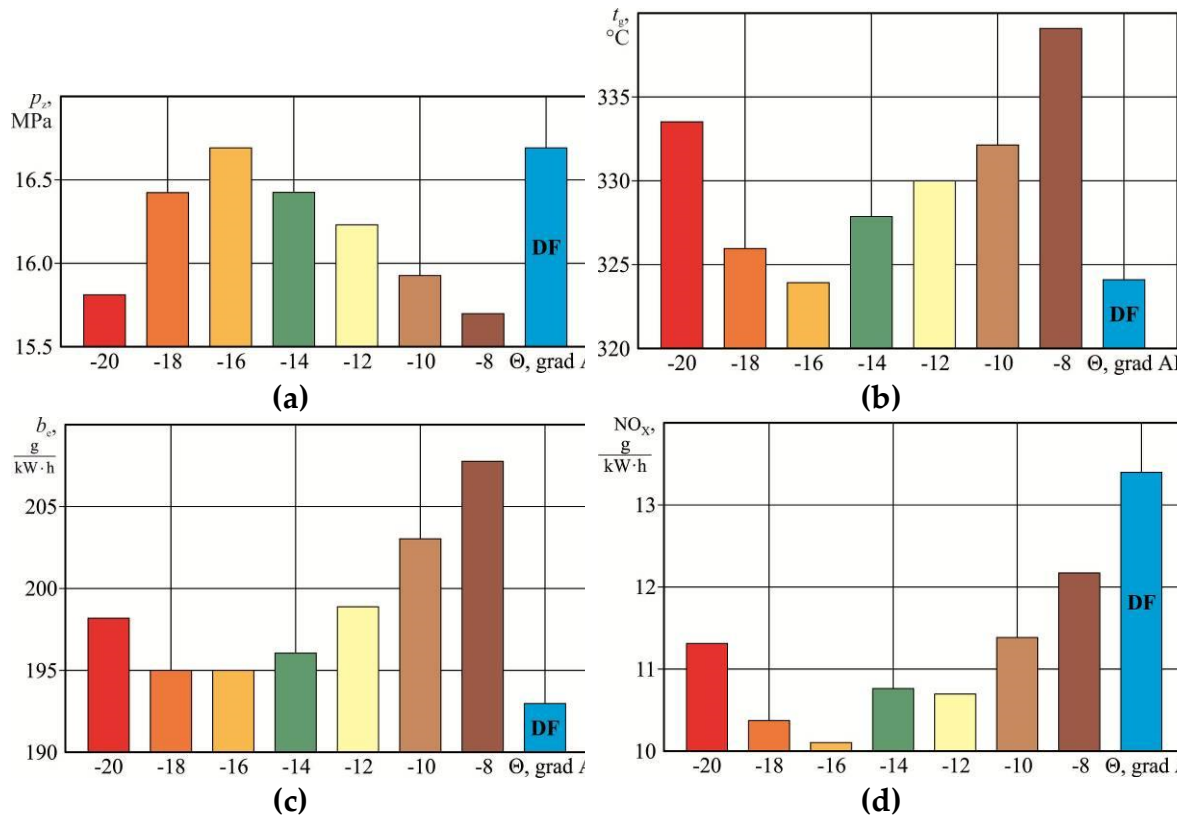 p_z,
MPa
16.5
16.0
15.5
DF
-20 -18 -16 -14 -12 -10 -8 Θ, grad A
(a)
t_g,
°C
335
330
325
320
DF
-20 -18 -16 -14 -12 -10 -8 Θ, grad
(b)
b_e,
g
kW·h
205
200
195
190
DF
-20 -18 -16 -14 -12 -10 -8 Θ, grad A
(c)
NO_X,
g
kW·h
13
12
11
10
DF
-20 -18 -16 -14 -12 -10 -8 Θ, grad
(d)